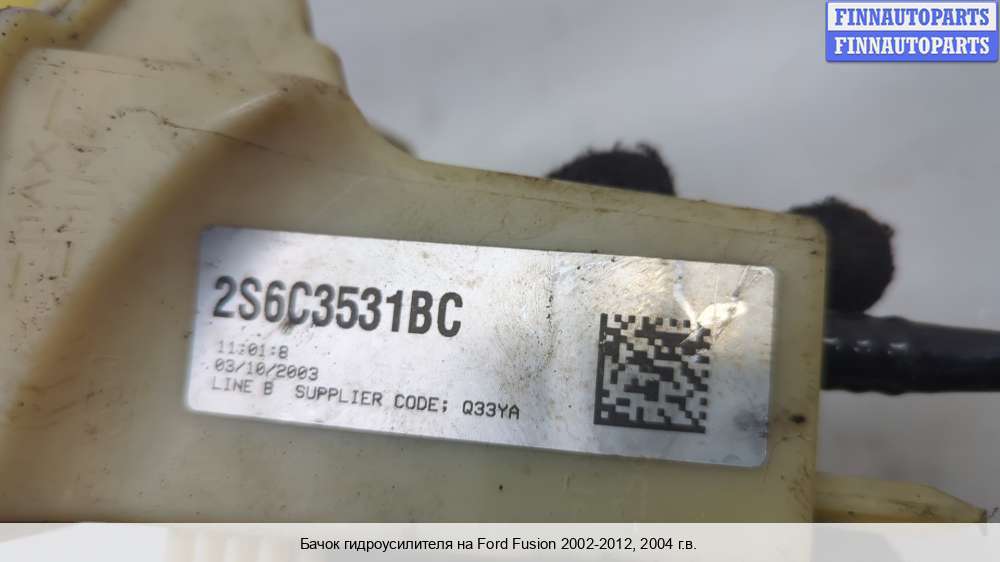 FINNAUTOPARTS
FINNAUTOPARTS
2S6C3531BC
11:01:8
03/10/2003
LINE B SUPPLIER CODE; Q33YA
Бачок гидроусилителя на Ford Fusion 2002-2012, 2004 г.в.